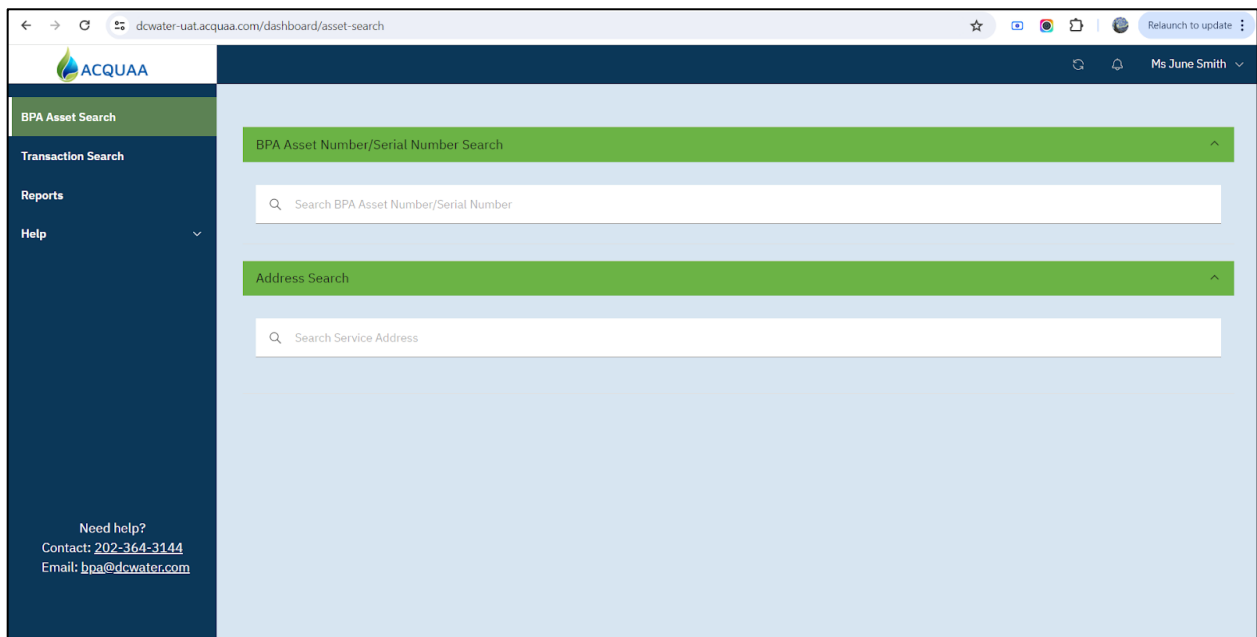 dcwater-uat.acquaa.com/dashboard/asset-search
Relaunch to update
ACQUAA
Ms June Smith
BPA Asset Search
Transaction Search
Reports
Help
BPA Asset Number/Serial Number Search
Search BPA Asset Number/Serial Number
Address Search
Search Service Address
Need help?
Contact: 202-364-3144
Email: bpa@dcwater.com